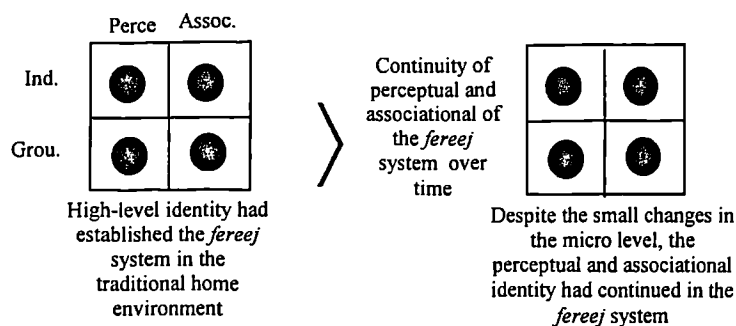 Perce Assoc.
Ind.
Grou.
High-level identity had
established the fereej
system in the
traditional home
environment
Continuity of
perceptual and
associational of
the fereej
system over
time
Despite the small changes in
the micro level, the
perceptual and associational
identity had continued in the
fereej system